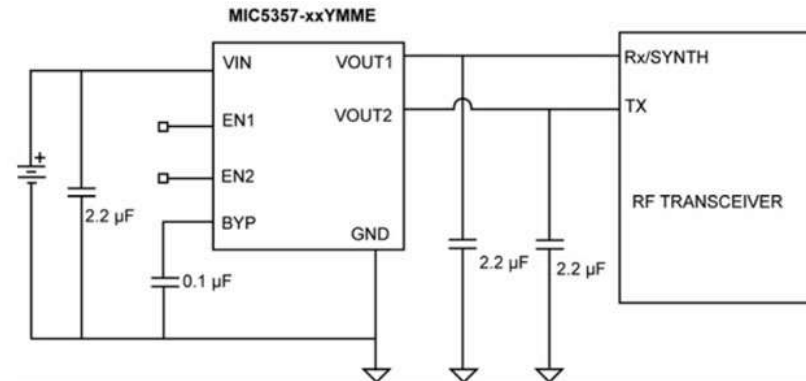 MIC5357-xxYMME
VIN
VOUT1
Rx/SYNTH
EN1
VOUT2
TX
+
EN2
RF TRANSCEIVER
2.2 µF
BYP
GND
2.2 µF
2.2 µF
0.1 µF